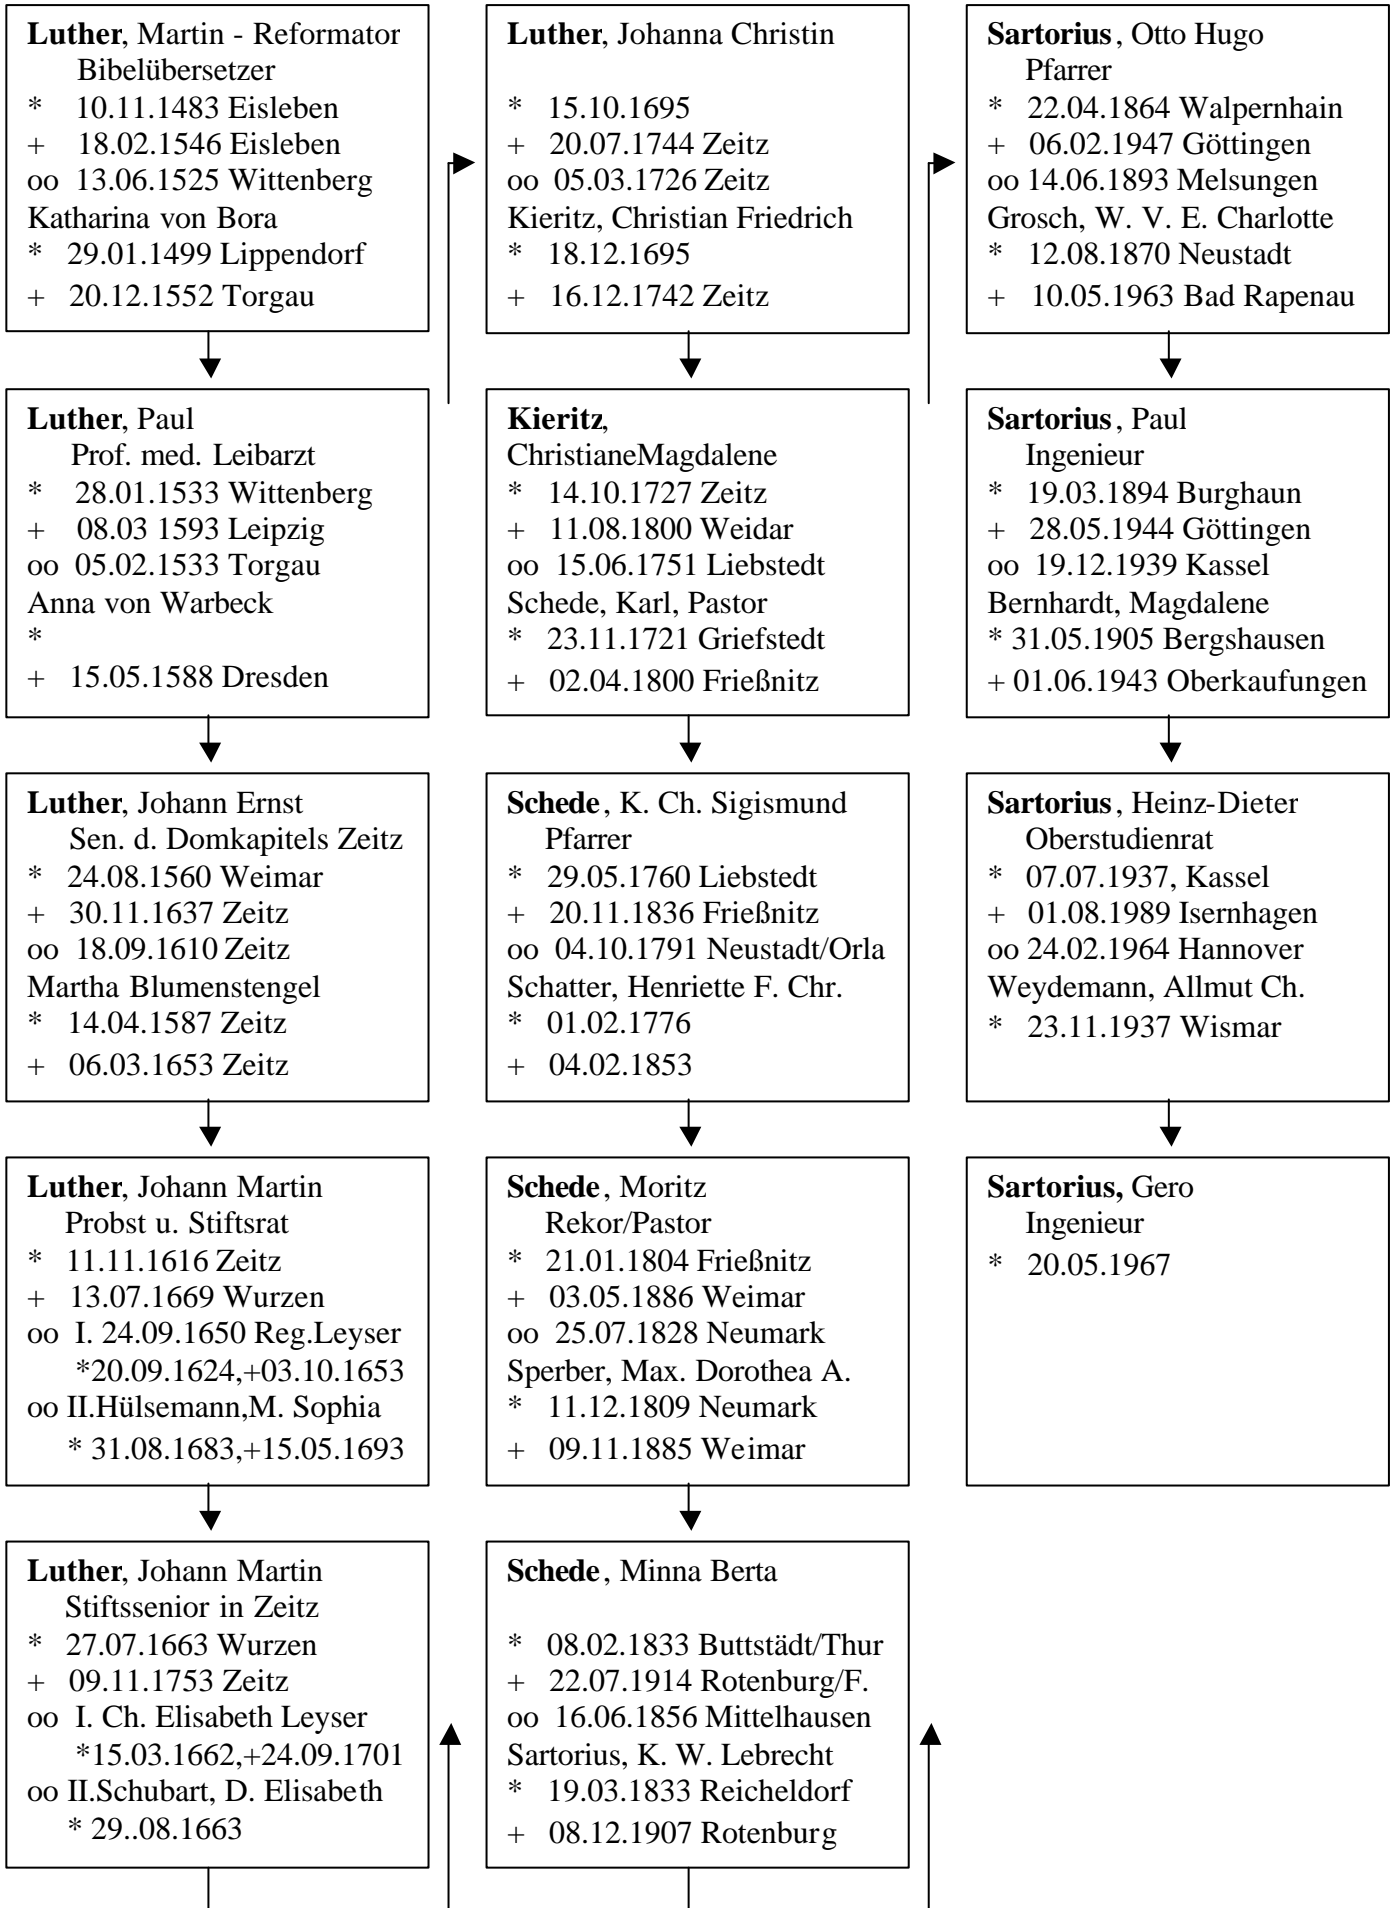 Luther, Martin - Reformator
Bibelübersetzer
* 10.11.1483 Eisleben
+ 18.02.1546 Eisleben
oo 13.06.1525 Wittenberg
Katharina von Bora
* 29.01.1499 Lippendorf
+ 20.12.1552 Torgau
Luther, Paul
Prof. med. Leibarzt
* 28.01.1533 Wittenberg
+ 08.03 1593 Leipzig
oo 05.02.1533 Torgau
Anna von Warbeck
*
+ 15.05.1588 Dresden
Luther, Johann Ernst
Sen. d. Domkapitels Zeitz
* 24.08.1560 Weimar
+ 30.11.1637 Zeitz
oo 18.09.1610 Zeitz
Martha Blumenstengel
* 14.04.1587 Zeitz
+ 06.03.1653 Zeitz
Luther, Johann Martin
Probst u. Stiftsrat
* 11.11.1616 Zeitz
+ 13.07.1669 Wurzen
oo I. 24.09.1650 Reg.Leyser
*20.09.1624,+03.10.1653
oo II.Hülsemann,M. Sophia
* 31.08.1683,+15.05.1693
Luther, Johann Martin
Stiftssenior in Zeitz
* 27.07.1663 Wurzen
+ 09.11.1753 Zeitz
oo I. Ch. Elisabeth Leyser
*15.03.1662,+24.09.1701
oo II.Schubart, D. Elisabeth
* 29..08.1663
Luther, Johanna Christin
* 15.10.1695
+ 20.07.1744 Zeitz
oo 05.03.1726 Zeitz
Kieritz, Christian Friedrich
* 18.12.1695
+ 16.12.1742 Zeitz
Kieritz,
ChristianeMagdalene
* 14.10.1727 Zeitz
+ 11.08.1800 Weidar
oo 15.06.1751 Liebstedt
Schede, Karl, Pastor
* 23.11.1721 Griefstedt
+ 02.04.1800 Frießnitz
Schede, K. Ch. Sigismund
Pfarrer
* 29.05.1760 Liebstedt
+ 20.11.1836 Frießnitz
oo 04.10.1791 Neustadt/Orla
Schatter, Henriette F. Chr.
* 01.02.1776
+ 04.02.1853
Schede, Moritz
Rekor/Pastor
* 21.01.1804 Frießnitz
+ 03.05.1886 Weimar
oo 25.07.1828 Neumark
Sperber, Max. Dorothea A.
* 11.12.1809 Neumark
+ 09.11.1885 Weimar
Schede, Minna Berta
* 08.02.1833 Buttstädt/Thur
+ 22.07.1914 Rotenburg/F.
oo 16.06.1856 Mittelhausen
Sartorius, K. W. Lebrecht
* 19.03.1833 Reicheldorf
+ 08.12.1907 Rotenburg
Sartorius, Otto Hugo
Pfarrer
* 22.04.1864 Walpernhain
+ 06.02.1947 Göttingen
oo 14.06.1893 Melsungen
Grosch, W. V. E. Charlotte
* 12.08.1870 Neustadt
+ 10.05.1963 Bad Rapenau
Sartorius, Paul
Ingenieur
* 19.03.1894 Burghaun
+ 28.05.1944 Göttingen
oo 19.12.1939 Kassel
Bernhardt, Magdalene
* 31.05.1905 Bergshausen
+ 01.06.1943 Oberkaufungen
Sartorius, Heinz-Dieter
Oberstudienrat
* 07.07.1937, Kassel
+ 01.08.1989 Isernhagen
oo 24.02.1964 Hannover
Weydemann, Allmut Ch.
* 23.11.1937 Wismar
Sartorius, Gero
Ingenieur
* 20.05.1967